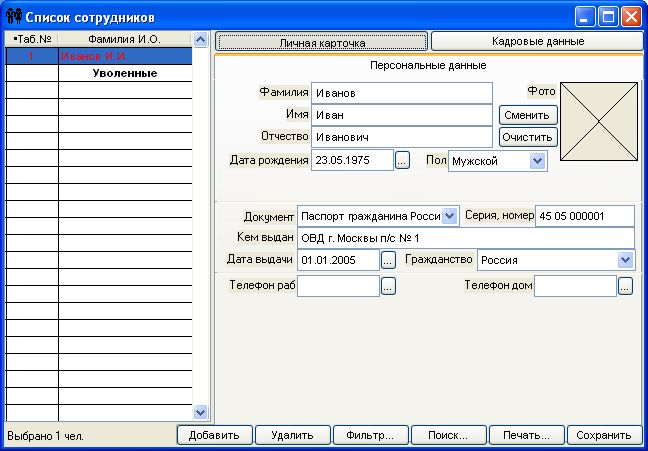 Список сотрудников
•Таб.№ Фамилия И.О.
1 Иванов И.И.
Уволенные
Личная карточка Кадровые данные
Персональные данные
Фамилия Иванов Фото
Имя Иван Сменить
Отчество Иванович Очистить
Дата рождения 23.05.1975 ... Пол Мужской
Документ Паспорт гражданина Росси Серия, номер 45 05 000001
Кем выдан ОВД г. Москвы п/с № 1
Дата выдачи 01.01.2005 ... Гражданство Россия
Телефон раб ... Телефон дом ...
Выбрано 1 чел. Добавить Удалить Фильтр... Поиск... Печать... Сохранить